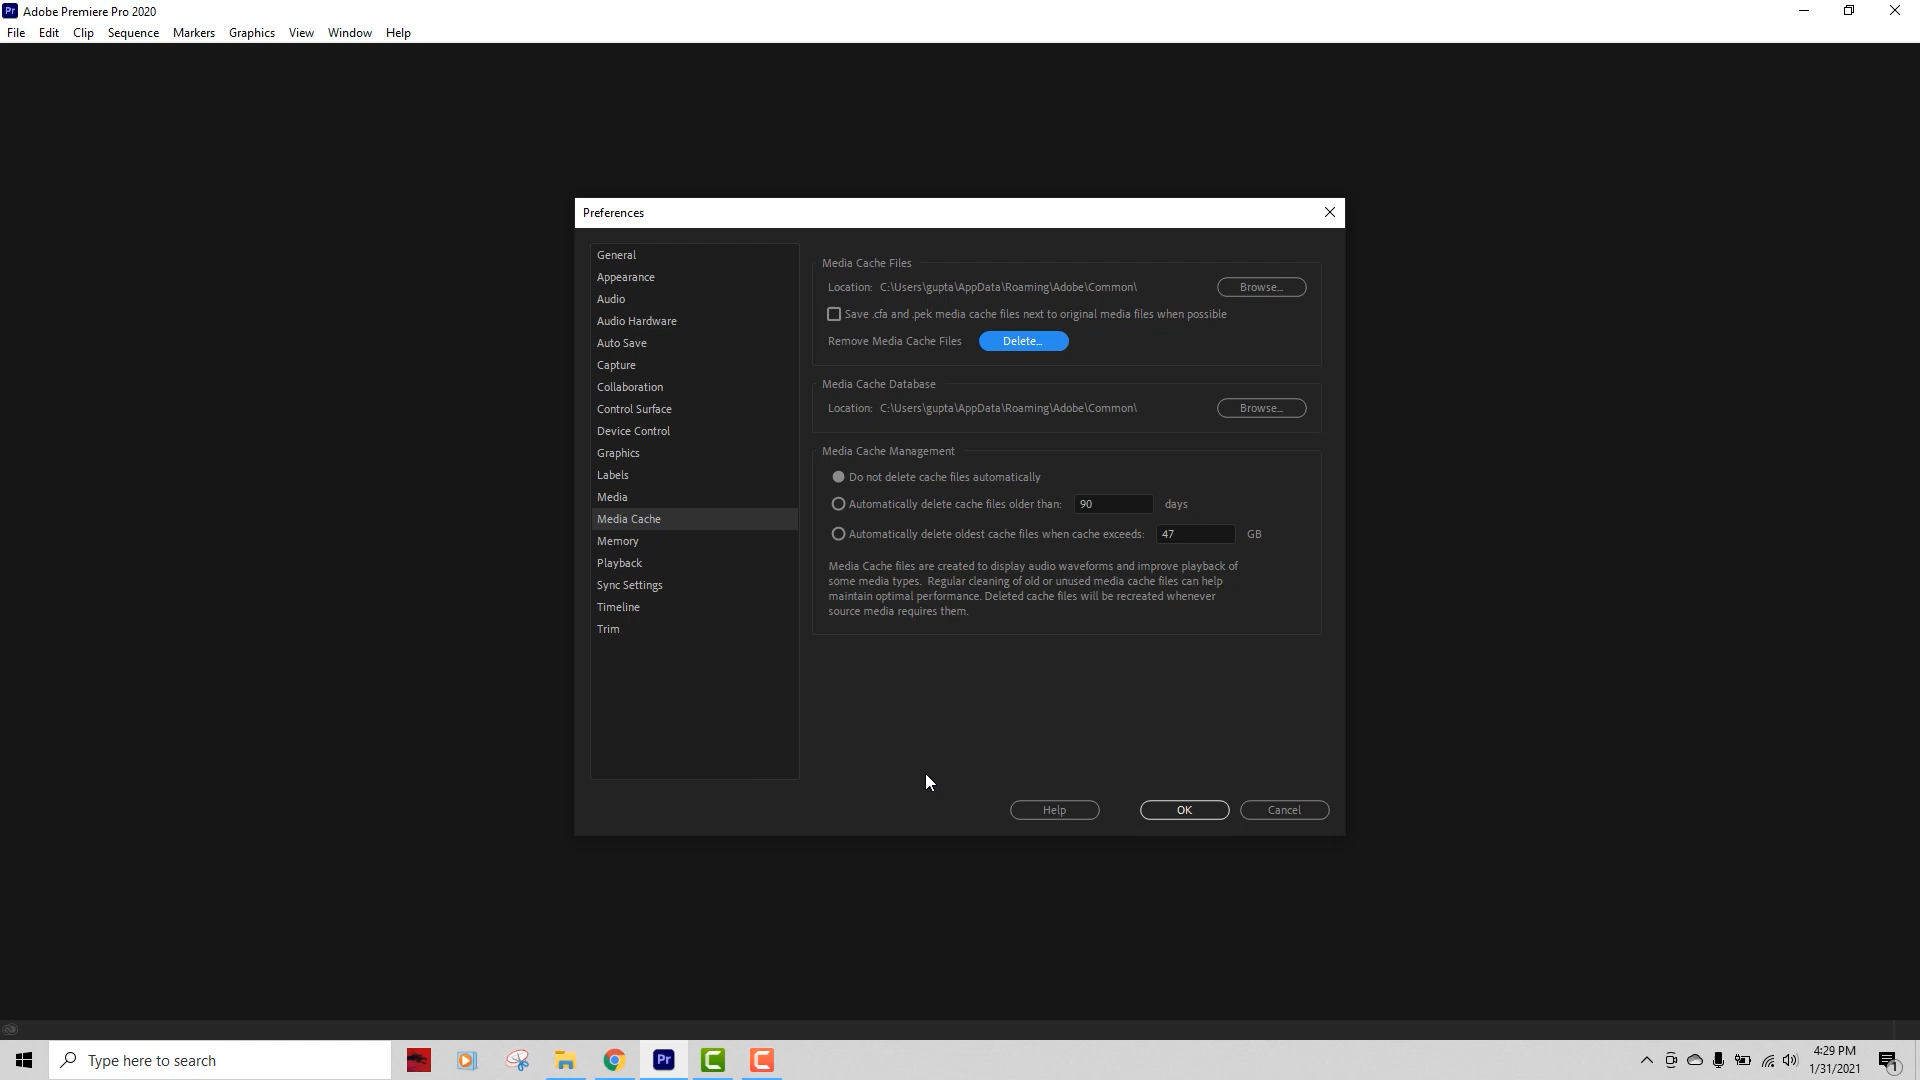 Pr Adobe Premiere Pro 2020
File Edit Clip Sequence Markers Graphics View Window Help
Preferences
General
Appearance
Audio
Audio Hardware
Auto Save
Capture
Collaboration
Control Surface
Device Control
Graphics
Labels
Media
Media Cache
Memory
Playback
Sync Settings
Timeline
Trim
Media Cache Files
Location: C:\Users\gupta\AppData\Roaming\Adobe\Common\ Browse...
Save .cfa and .pek media cache files next to original media files when possible
Remove Media Cache Files Delete...
Media Cache Database
Location: C:\Users\gupta\AppData\Roaming\Adobe\Common\ Browse...
Media Cache Management
Do not delete cache files automatically
Automatically delete cache files older than: 90 days
Automatically delete oldest cache files when cache exceeds: 47 GB
Media Cache files are created to display audio waveforms and improve playback of
some media types. Regular cleaning of old or unused media cache files can help
maintain optimal performance. Deleted cache files will be recreated whenever
source media requires them.
Help OK Cancel
Type here to search
Pr
4:29 PM
1/31/2021
1